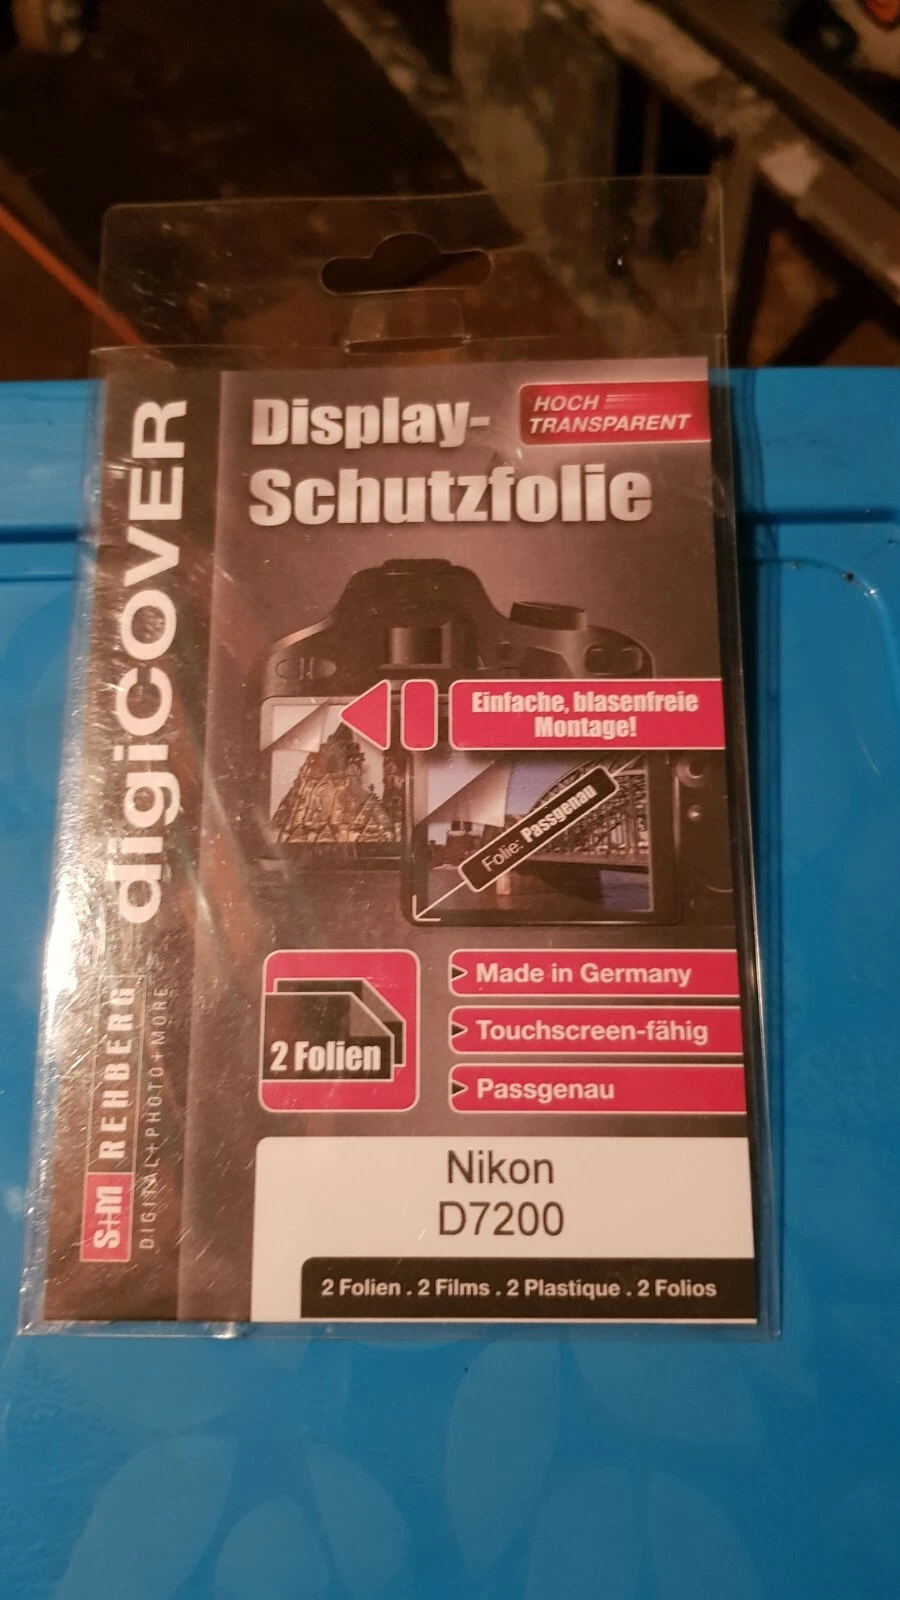 digiCOVER
S+M REHBERG
DIGITAL+PHOTO+MORE
Display-
Schutzfolie
HOCH
TRANSPARENT
Einfache, blasenfreie
Montage!
Folie: Passgenau
2 Folien
Made in Germany
Touchscreen-fähig
Passgenau
Nikon
D7200
2 Folien . 2 Films . 2 Plastique . 2 Folios